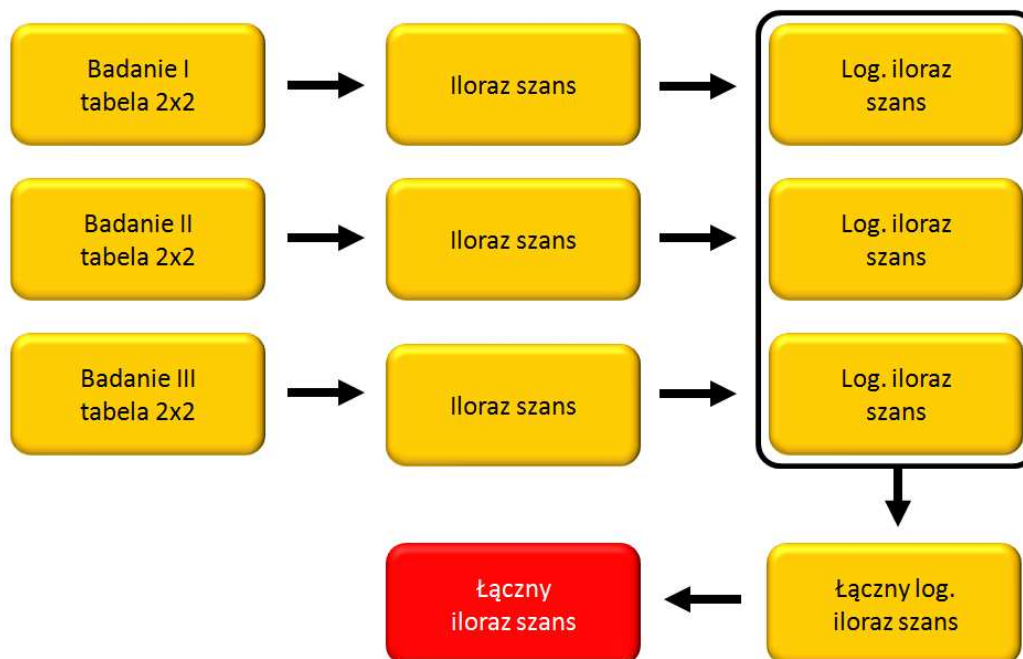 Badanie I
tabela 2x2
Iloraz szans
Log. iloraz
szans
Badanie II
tabela 2x2
Iloraz szans
Log. iloraz
szans
Badanie III
tabela 2x2
Iloraz szans
Log. iloraz
szans
Łączny
iloraz szans
Łączny log.
iloraz szans